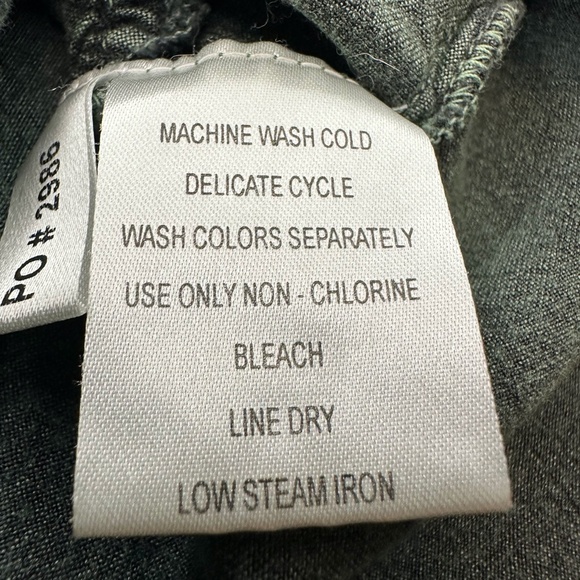 MACHINE WASH COLD
DELICATE CYCLE
WASH COLORS SEPARATELY
USE ONLY NON - CHLORINE
BLEACH
LINE DRY
LOW STEAM IRON
PO # 2986